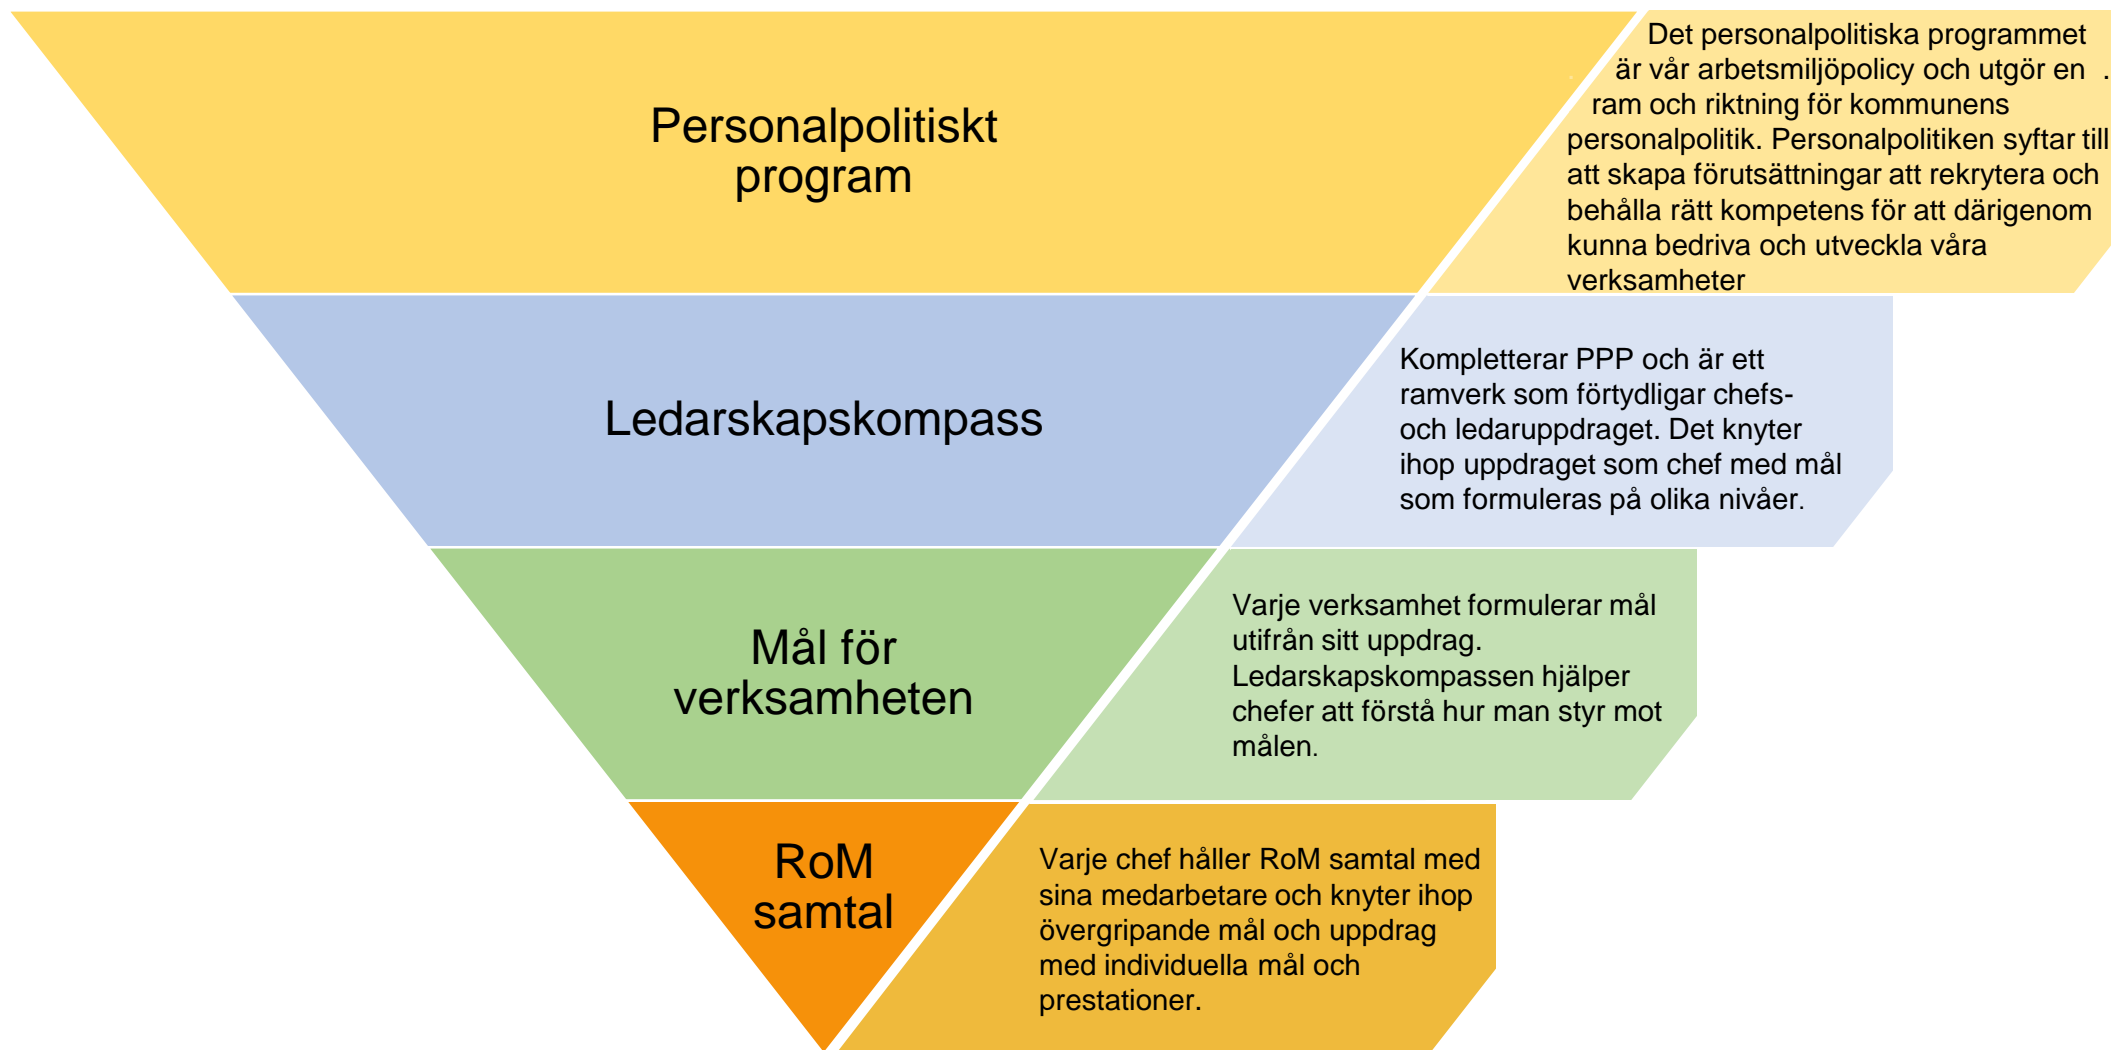 Personalpolitiskt
program
Det personalpolitiska programmet
. är vår arbetsmiljöpolicy och utgör en .
ram och riktning för kommunens
personalpolitik. Personalpolitiken syftar till
att skapa förutsättningar att rekrytera och
behålla rätt kompetens för att därigenom
kunna bedriva och utveckla våra
verksamheter
Ledarskapskompass
Kompletterar PPP och är ett
ramverk som förtydligar chefs-
och ledaruppdraget. Det knyter
ihop uppdraget som chef med mål
som formuleras på olika nivåer.
Mål för
verksamheten
Varje verksamhet formulerar mål
utifrån sitt uppdrag.
Ledarskapskompassen hjälper
chefer att förstå hur man styr mot
målen.
RoM
samtal
Varje chef håller RoM samtal med
sina medarbetare och knyter ihop
övergripande mål och uppdrag
med individuella mål och
prestationer.